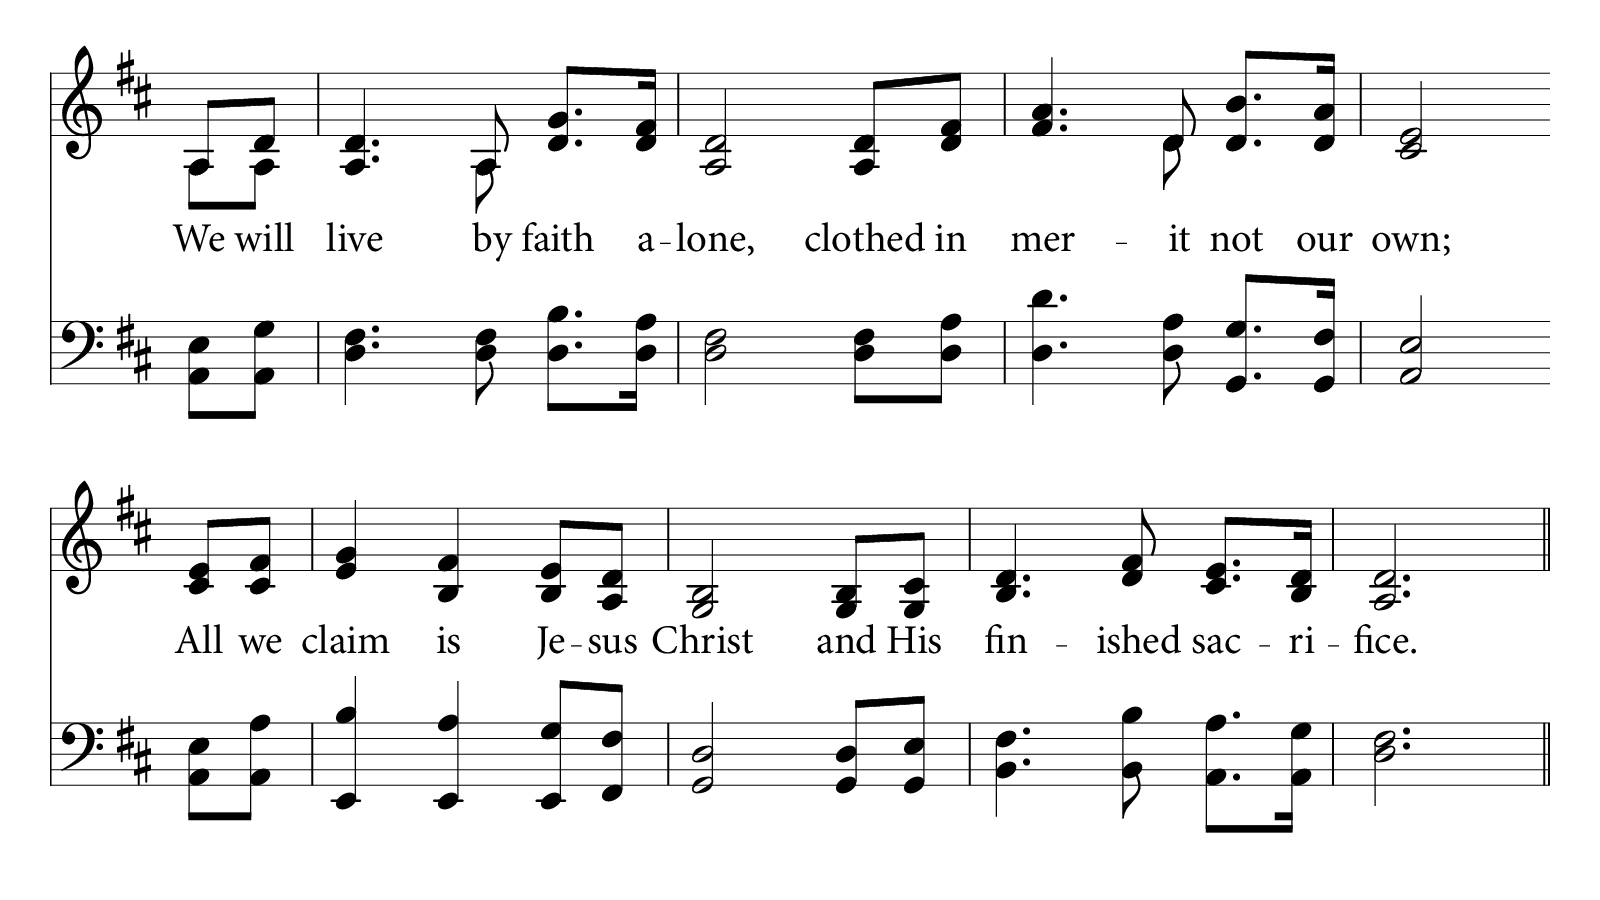 We will live by faith a - lone, clothed in mer - it not our own;
All we claim is Je - sus Christ and His fin - ished sac - ri - fice.